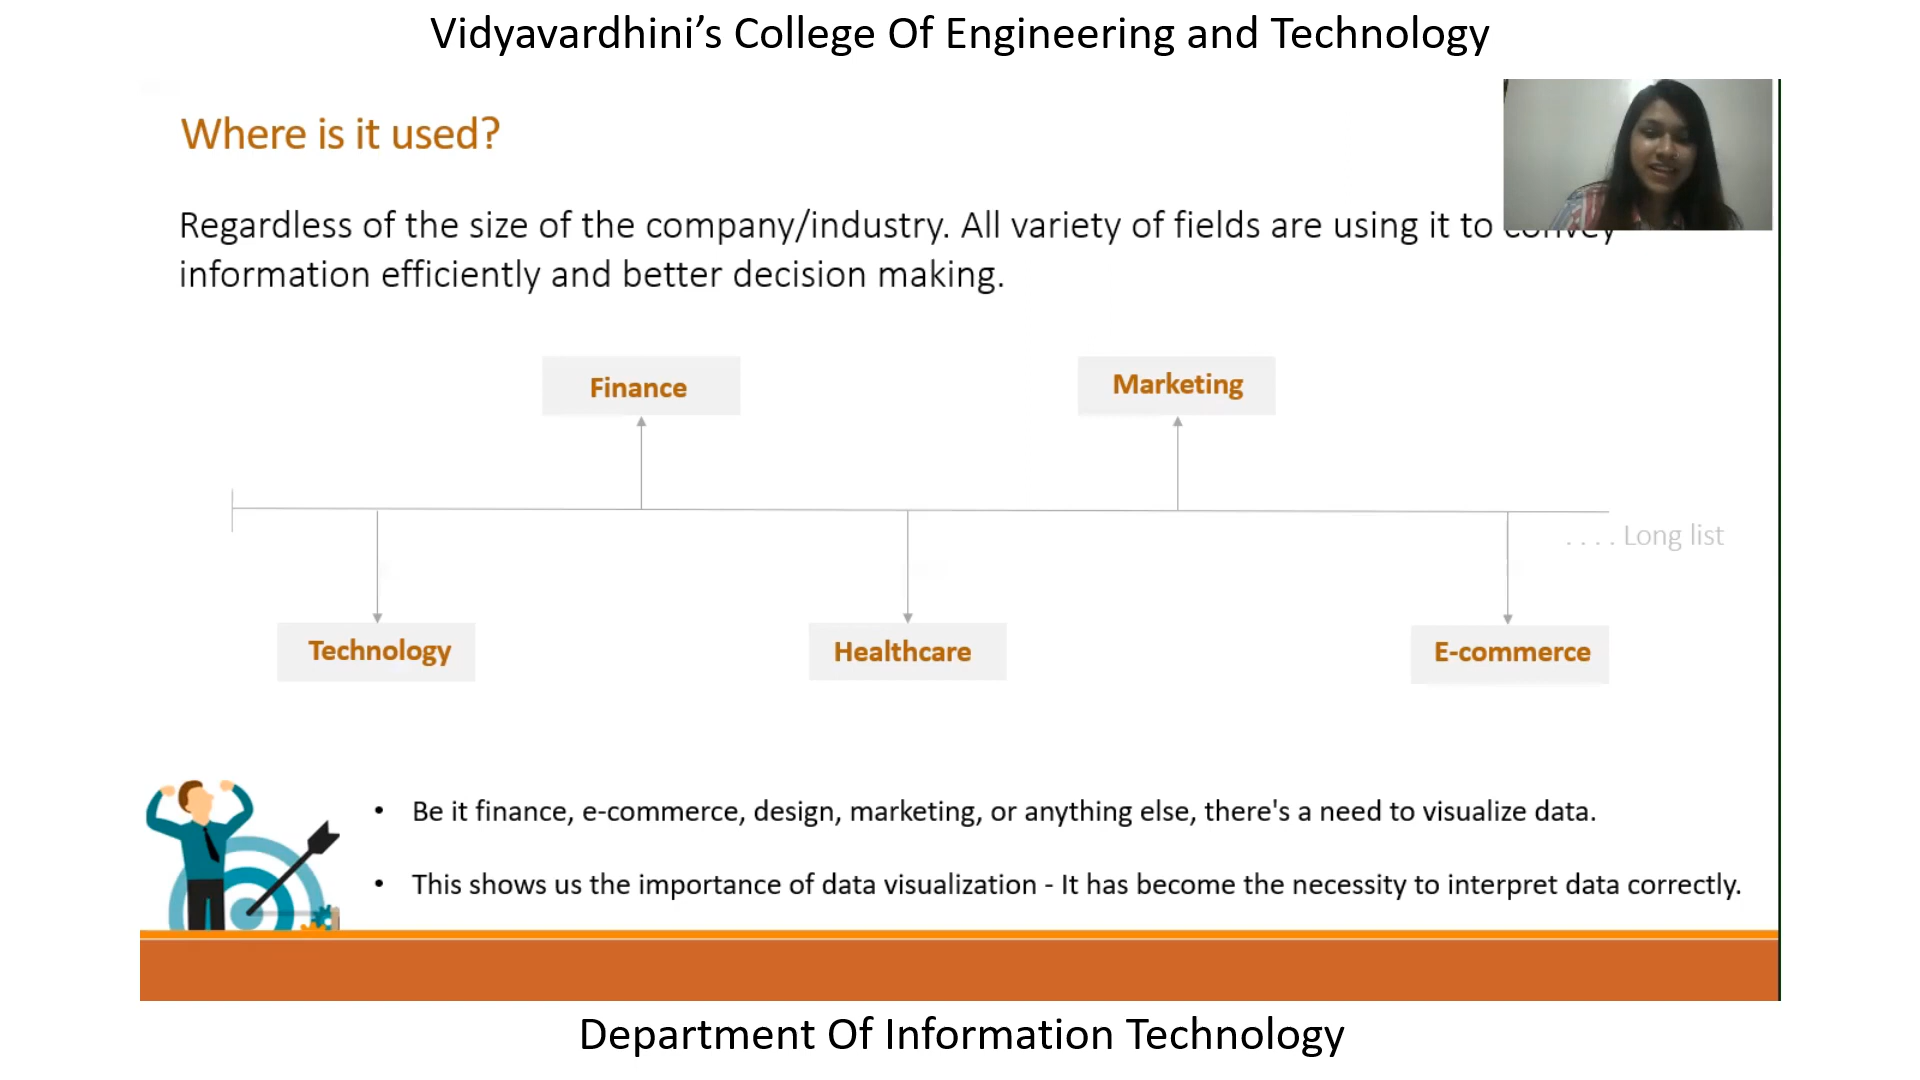 Vidyavardhini’s College Of Engineering and Technology
Where is it used?
Regardless of the size of the company/industry. All variety of fields are using it to convey
information efficiently and better decision making.
Finance
Marketing
. . . . Long list
Technology
Healthcare
E-commerce
• Be it finance, e-commerce, design, marketing, or anything else, there's a need to visualize data.
• This shows us the importance of data visualization - It has become the necessity to interpret data correctly.
Department Of Information Technology